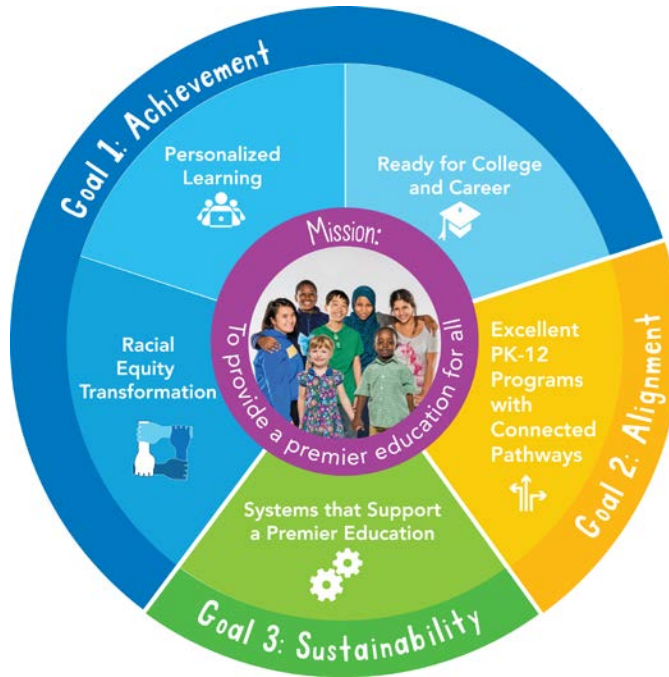 Goal 1: Achievement
Personalized
Learning
Ready for College
and Career
Racial
Equity
Transformation
Mission:
To provide a premier education for all
Excellent
PK-12
Programs
with
Connected
Pathways
Goal 2: Alignment
Systems that Support
a Premier Education
Goal 3: Sustainability